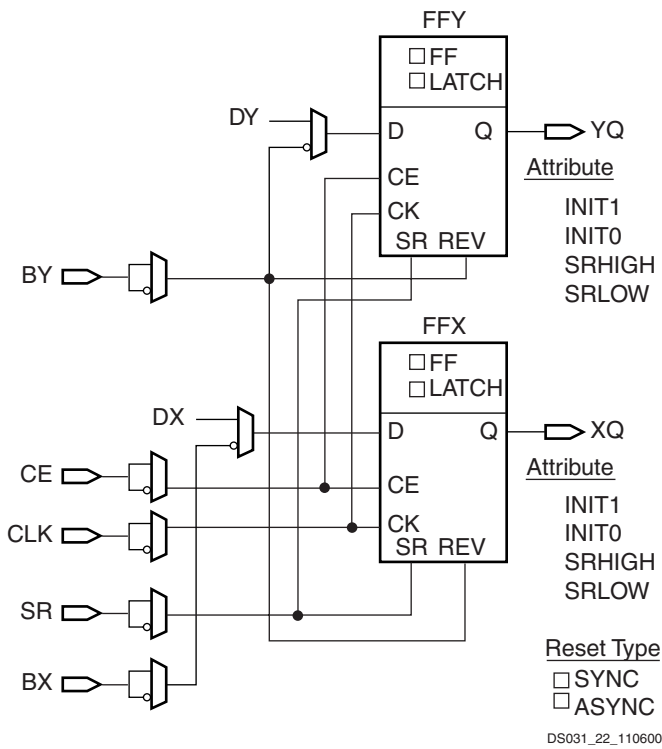 FFY
FF
LATCH
DY
D
Q
YQ
CE
Attribute
CK
INIT1
INIT0
SRHIGH
SRLOW
SR REV
BY
FFX
FF
LATCH
DX
D
Q
XQ
CE
CE
Attribute
CLK
CK
INIT1
INIT0
SRHIGH
SRLOW
SR REV
SR
BX
Reset Type
SYNC
ASYNC
DS031_22_110600